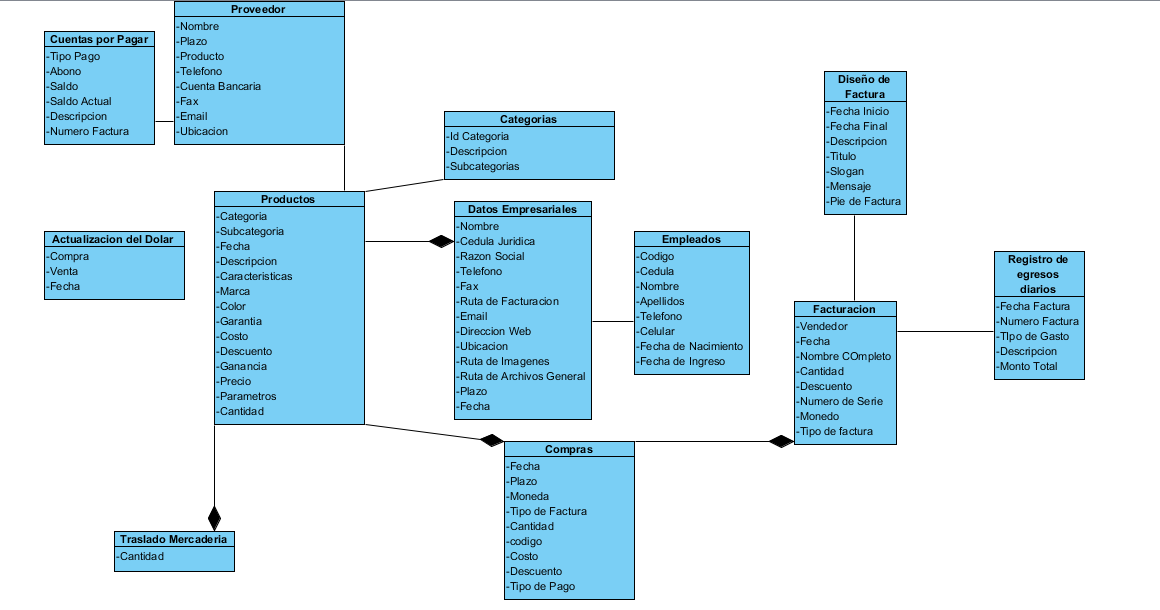 Proveedor
-Nombre
-Plazo
-Producto
-Telefono
-Cuenta Bancaria
-Fax
-Email
-Ubicacion
Cuentas por Pagar
-Tipo Pago
-Abono
-Saldo
-Saldo Actual
-Descripcion
-Numero Factura
Categorias
-Id Categoria
-Descripcion
-Subcategorias
Diseño de
Factura
-Fecha Inicio
-Fecha Final
-Descripcion
-Titulo
-Slogan
-Mensaje
-Pie de Factura
Productos
-Categoria
-Subcategoria
-Fecha
-Descripcion
-Caracteristicas
-Marca
-Color
-Garantia
-Costo
-Descuento
-Ganancia
-Precio
-Parametros
-Cantidad
Datos Empresariales
-Nombre
-Cedula Juridica
-Razon Social
-Telefono
-Fax
-Ruta de Facturacion
-Email
-Direccion Web
-Ubicacion
-Ruta de Imagenes
-Ruta de Archivos General
-Plazo
-Fecha
Actualizacion del Dolar
-Compra
-Venta
-Fecha
Empleados
-Codigo
-Cedula
-Nombre
-Apellidos
-Telefono
-Celular
-Fecha de Nacimiento
-Fecha de Ingreso
Registro de
egresos
diarios
-Fecha Factura
-Numero Factura
-TIpo de Gasto
-Descripcion
-Monto Total
Facturacion
-Vendedor
-Fecha
-Nombre COmpleto
-Cantidad
-Descuento
-Numero de Serie
-Monedo
-Tipo de factura
Compras
-Fecha
-Plazo
-Moneda
-Tipo de Factura
-Cantidad
-codigo
-Costo
-Descuento
-Tipo de Pago
Traslado Mercaderia
-Cantidad